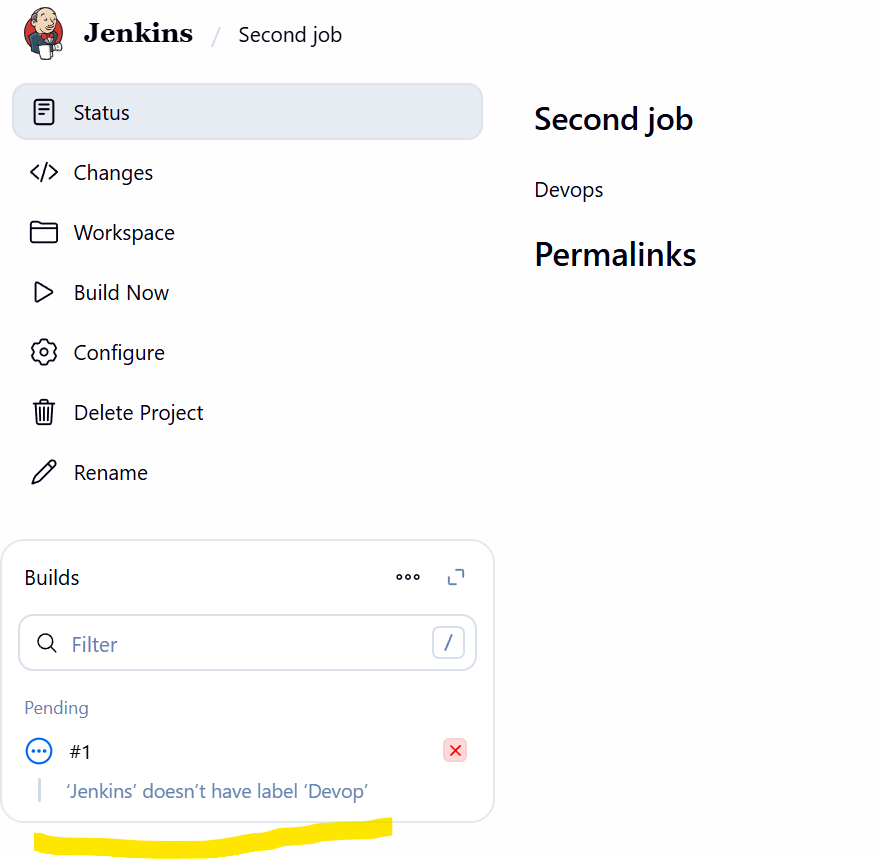 Jenkins / Second job
Status
Changes
Workspace
Build Now
Configure
Delete Project
Rename
Second job
Devops
Permalinks
Builds
Filter /
Pending
#1
‘Jenkins’ doesn’t have label ‘Devop’